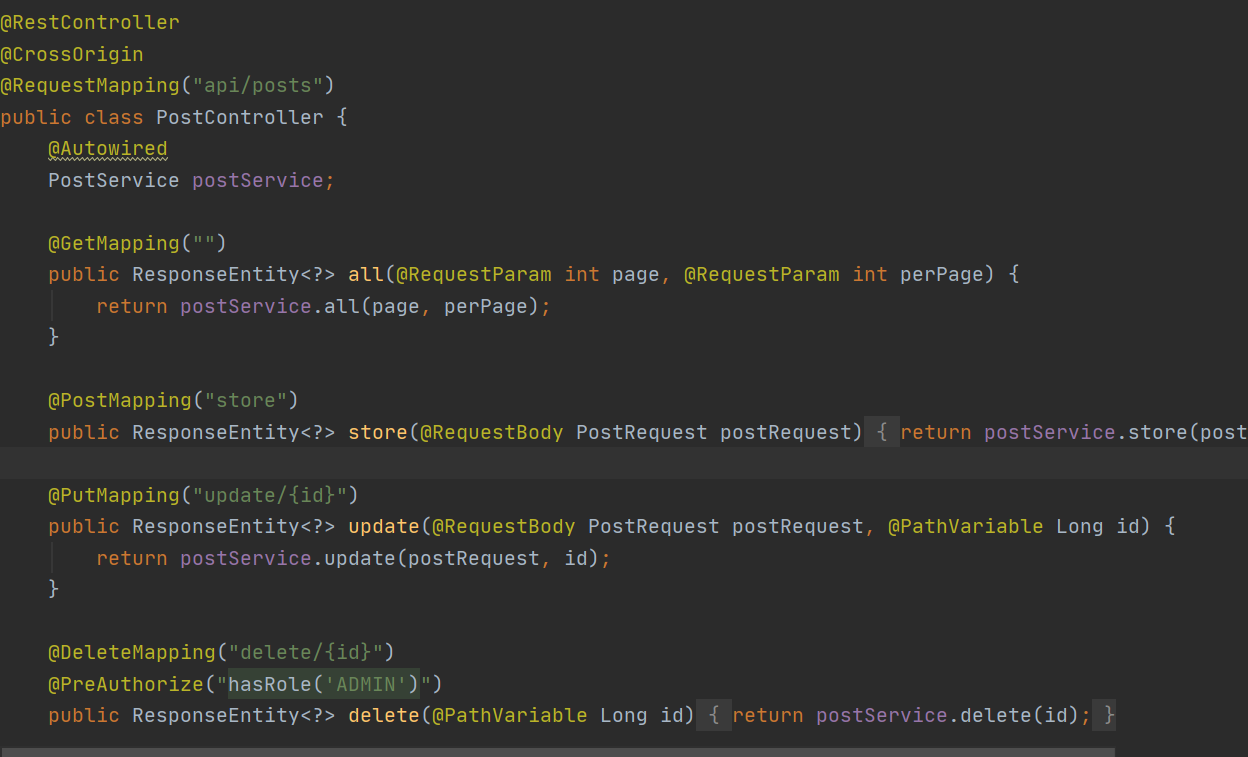 @RestController
@CrossOrigin
@RequestMapping("api/posts")
public class PostController {
    @Autowired
    PostService postService;
    @GetMapping("")
    public ResponseEntity<?> all(@RequestParam int page, @RequestParam int perPage) {
        return postService.all(page, perPage);
    }
    @PostMapping("store")
    public ResponseEntity<?> store(@RequestBody PostRequest postRequest) { return postService.store(post
    @PutMapping("update/{id}")
    public ResponseEntity<?> update(@RequestBody PostRequest postRequest, @PathVariable Long id) {
        return postService.update(postRequest, id);
    }
    @DeleteMapping("delete/{id}")
    @PreAuthorize("hasRole('ADMIN')")
    public ResponseEntity<?> delete(@PathVariable Long id) { return postService.delete(id); }